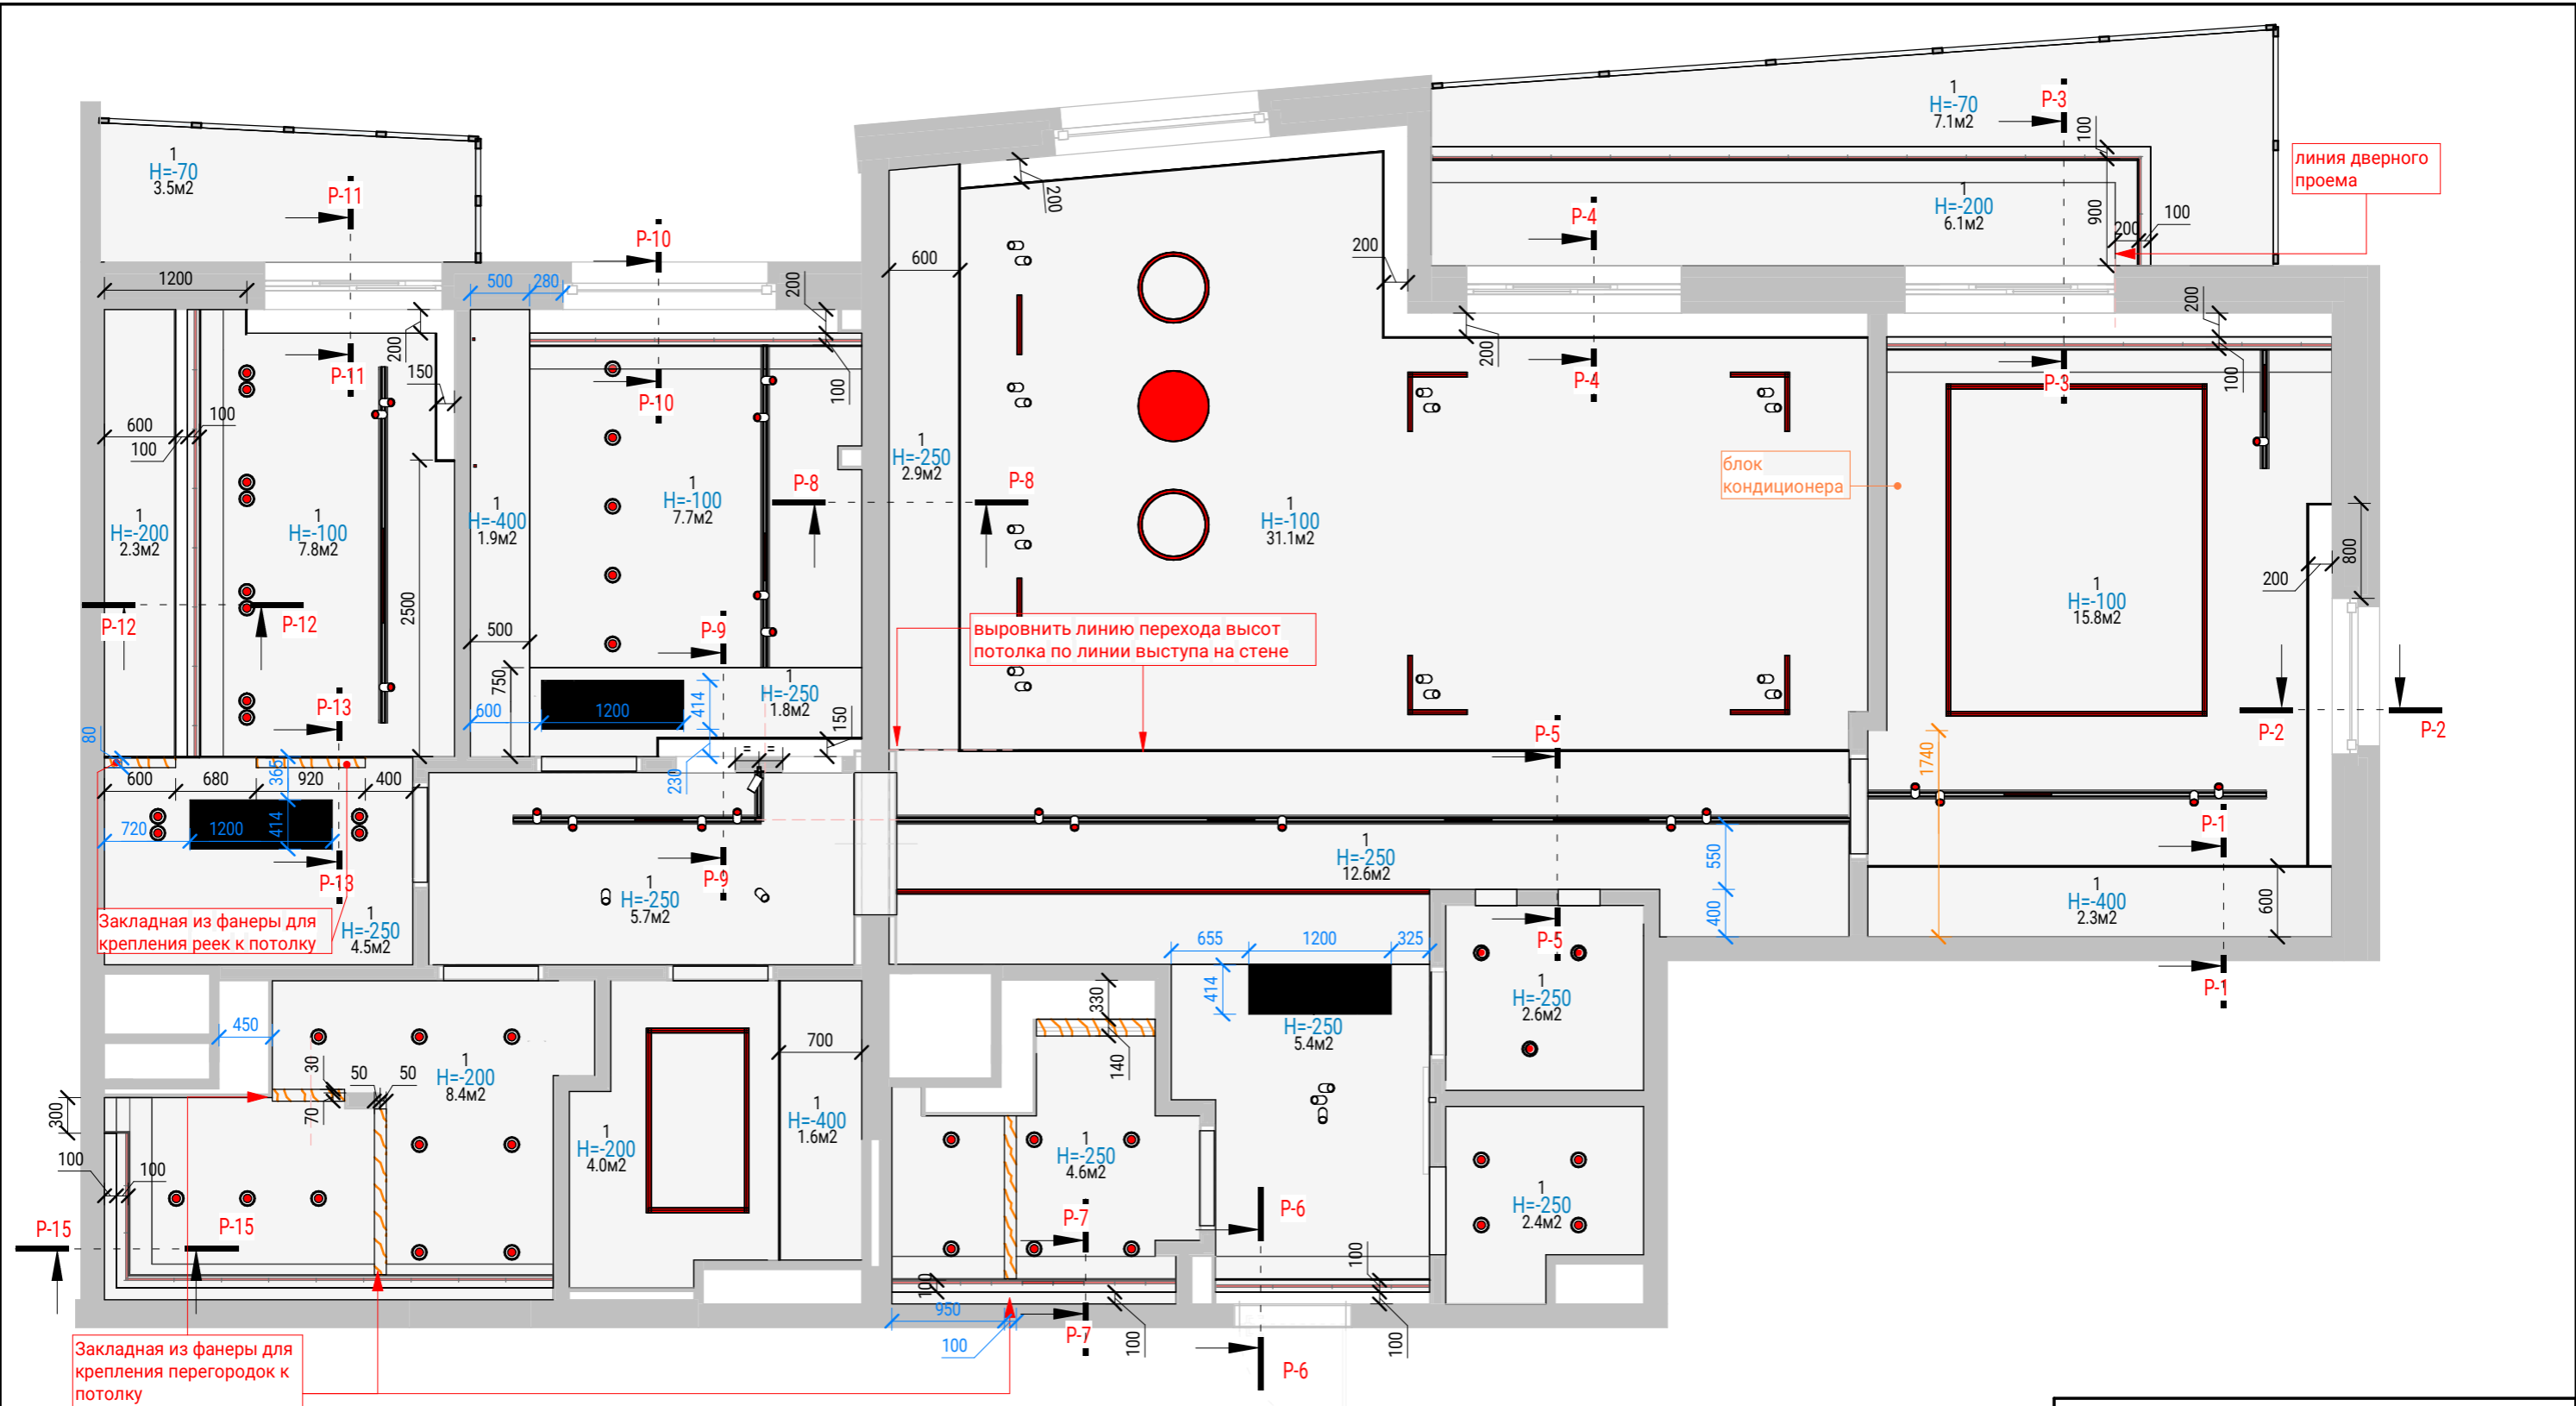 1
H=-70
3.5м2
P-11
P-11
1200
500
280
P-10
P-10
200
200
150
100
600
100
100
1
H=-200
2.3м2
1
H=-100
7.8м2
2500
P-12
P-12
1
H=-400
1.9м2
500
750
1
H=-100
7.7м2
P-8
P-8
P-9
P-9
1
H=-250
1.8м2
600
1200
414
230
150
=
=
P-13
P-13
80
600
680
920
400
365
720
1200
414
Закладная из фанеры для
крепления реек к потолку
1
H=-250
4.5м2
1
H=-250
5.7м2
600
200
1
H=-250
2.9м2
1
H=-100
31.1м2
200
200
P-4
P-4
1
H=-70
7.1м2
P-3
P-3
100
1
H=-200
6.1м2
900
200
100
линия дверного
проема
200
100
блок
кондиционера
1
H=-100
15.8м2
200
800
P-2
P-2
1740
P-1
P-1
1
H=-400
2.3м2
600
выровнить линию перехода высот
потолка по линии выступа на стене
P-5
P-5
1
H=-250
12.6м2
550
400
655
1200
325
414
H=-250
5.4м2
1
H=-250
2.6м2
1
H=-250
2.4м2
330
140
1
H=-250
4.6м2
P-7
P-7
P-6
P-6
100
100
100
100
950
100
450
30
70
50
50
1
H=-200
8.4м2
300
100
100
P-15
P-15
1
H=-200
4.0м2
700
1
H=-400
1.6м2
Закладная из фанеры для
крепления перегородок к
потолку